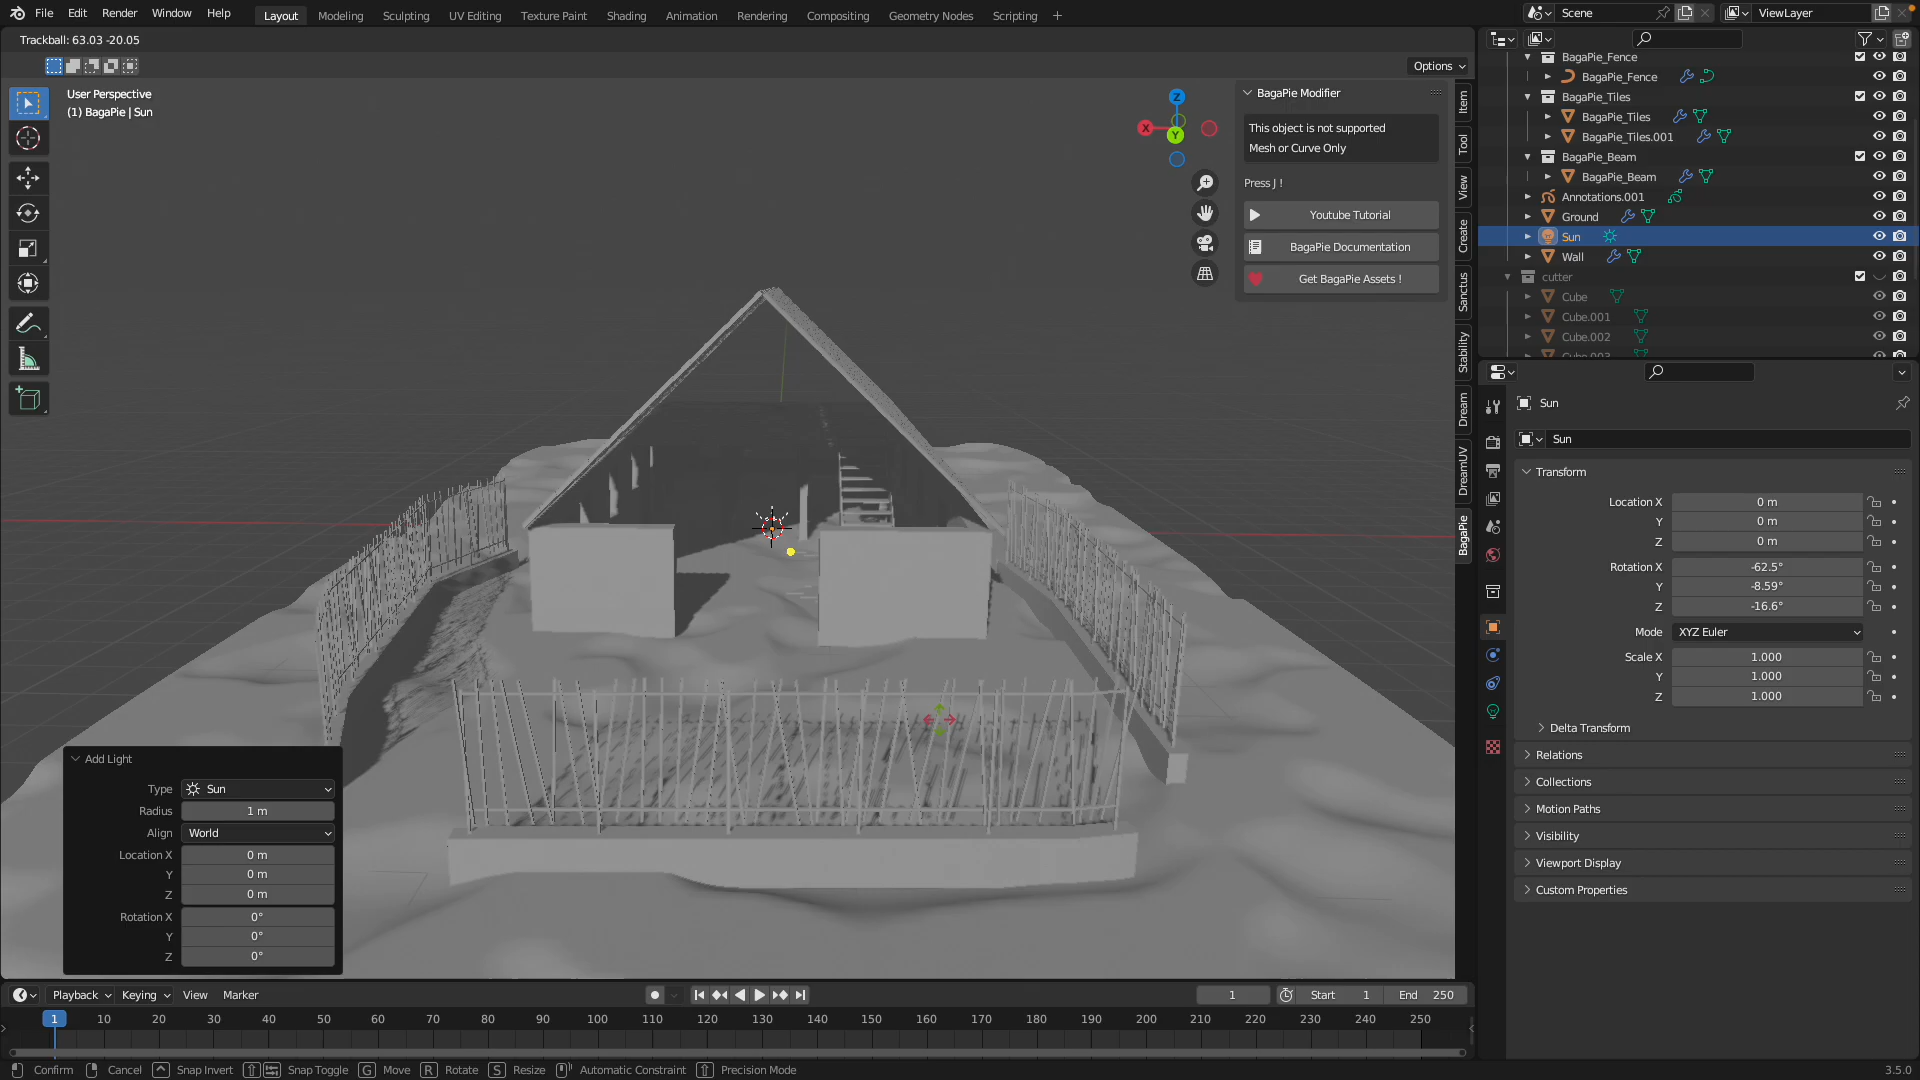 File Edit Render Window Help Layout Modeling Sculpting UV Editing Texture Paint Shading Animation Rendering Compositing Geometry Nodes Scripting + Scene ViewLayer
Trackball: 63.03 -20.05
Options
User Perspective
(1) BagaPie | Sun
Z
X
Y
BagaPie Modifier
This object is not supported
Mesh or Curve Only
Press J !
Youtube Tutorial
BagaPie Documentation
Get BagaPie Assets !
Item
Tool
View
Create
Sanctus
Stability
Dream
DreamUV
BagaPie
BagaPie_Fence
BagaPie_Fence
BagaPie_Tiles
BagaPie_Tiles
BagaPie_Tiles.001
BagaPie_Beam
BagaPie_Beam
Annotations.001
Ground
Sun
Wall
cutter
Cube
Cube.001
Cube.002
Cube.003
Sun
Sun
Transform
Location X 0 m
Y 0 m
Z 0 m
Rotation X -62.5°
Y -8.59°
Z -16.6°
Mode XYZ Euler
Scale X 1.000
Y 1.000
Z 1.000
Delta Transform
Relations
Collections
Motion Paths
Visibility
Viewport Display
Custom Properties
Add Light
Type Sun
Radius 1 m
Align World
Location X 0 m
Y 0 m
Z 0 m
Rotation X 0°
Y 0°
Z 0°
Playback Keying View Marker 1 Start 1 End 250
1 10 20 30 40 50 60 70 80 90 100 110 120 130 140 150 160 170 180 190 200 210 220 230 240 250
Confirm Cancel Snap Invert Snap Toggle G Move R Rotate S Resize Automatic Constraint Precision Mode 3.5.0